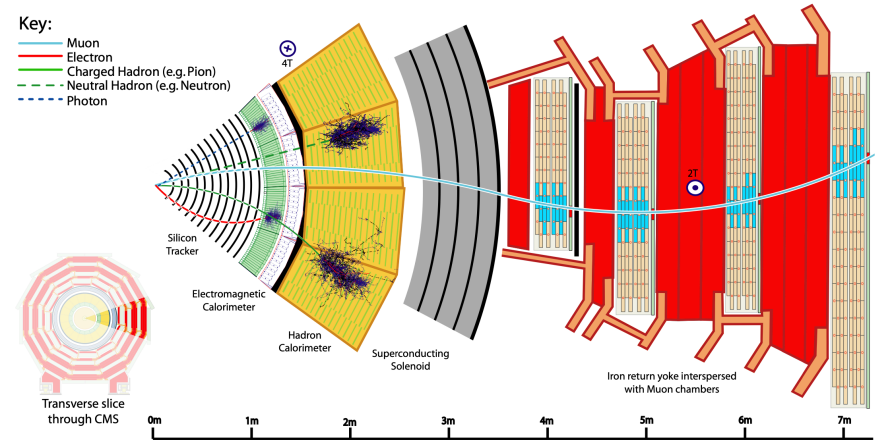 Key:
Muon
Electron
Charged Hadron (e.g. Pion)
Neutral Hadron (e.g. Neutron)
Photon
4T
2T
Silicon
Tracker
Electromagnetic
Calorimeter
Hadron
Calorimeter
Superconducting
Solenoid
Iron return yoke interspersed
with Muon chambers
Transverse slice
through CMS
0m 1m 2m 3m 4m 5m 6m 7m